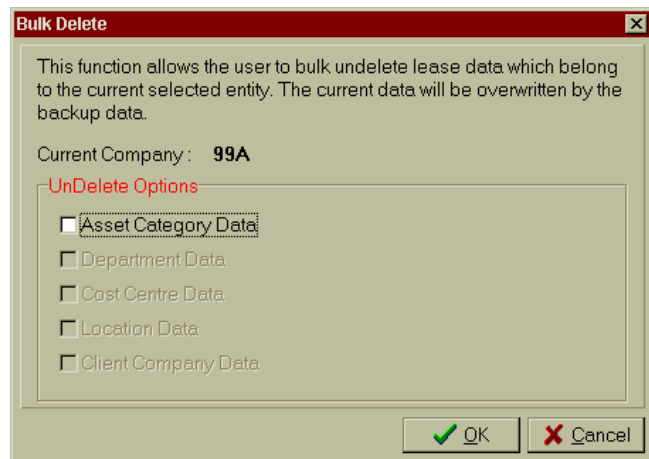 Bulk Delete
This function allows the user to bulk undelete lease data which belong
to the current selected entity. The current data will be overwritten by the
backup data.
Current Company : 99A
UnDelete Options
Asset Category Data
Department Data
Cost Centre Data
Location Data
Client Company Data
OK Cancel